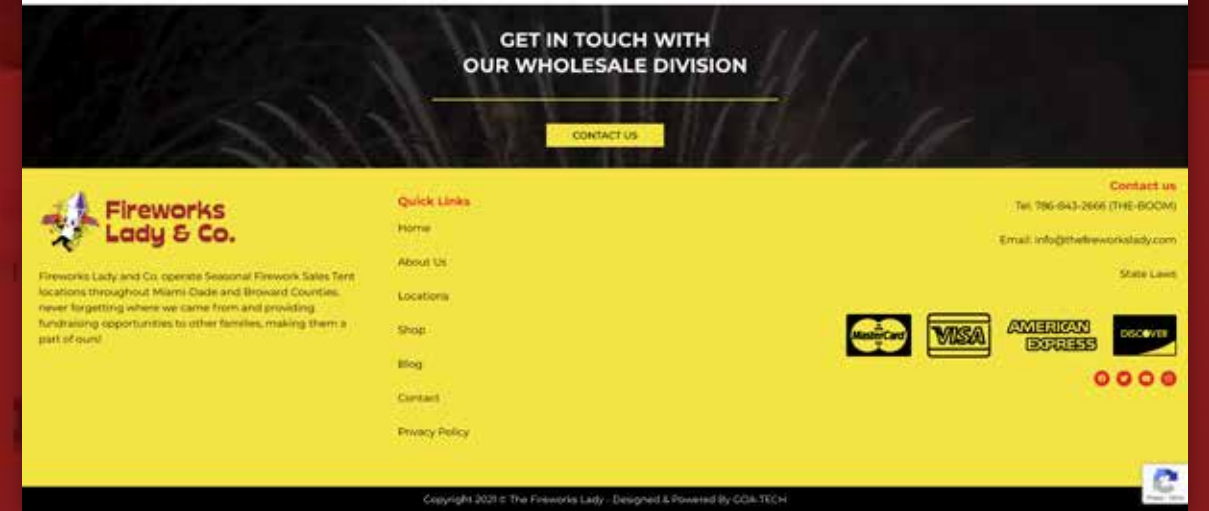 GET IN TOUCH WITH
OUR WHOLESALE DIVISION
CONTACT US
Fireworks
Lady & Co.
Fireworks Lady and Co. operate Seasonal Firework Sales Tent
locations throughout Miami-Dade and Broward Counties,
never forgetting where we came from and providing
fundraising opportunities to other families, making them a
part of ours!
Quick Links
Home
About Us
Locations
Shop
Blog
Contact
Privacy Policy
Contact us
Tel. 786-843-2666 (THE-BOOM)
Email: info@thefireworkslady.com
State Laws
MasterCard
VISA
AMERICAN
EXPRESS
DISCOVER
Copyright 2021 © The Fireworks Lady - Designed & Powered By GOA-TECH